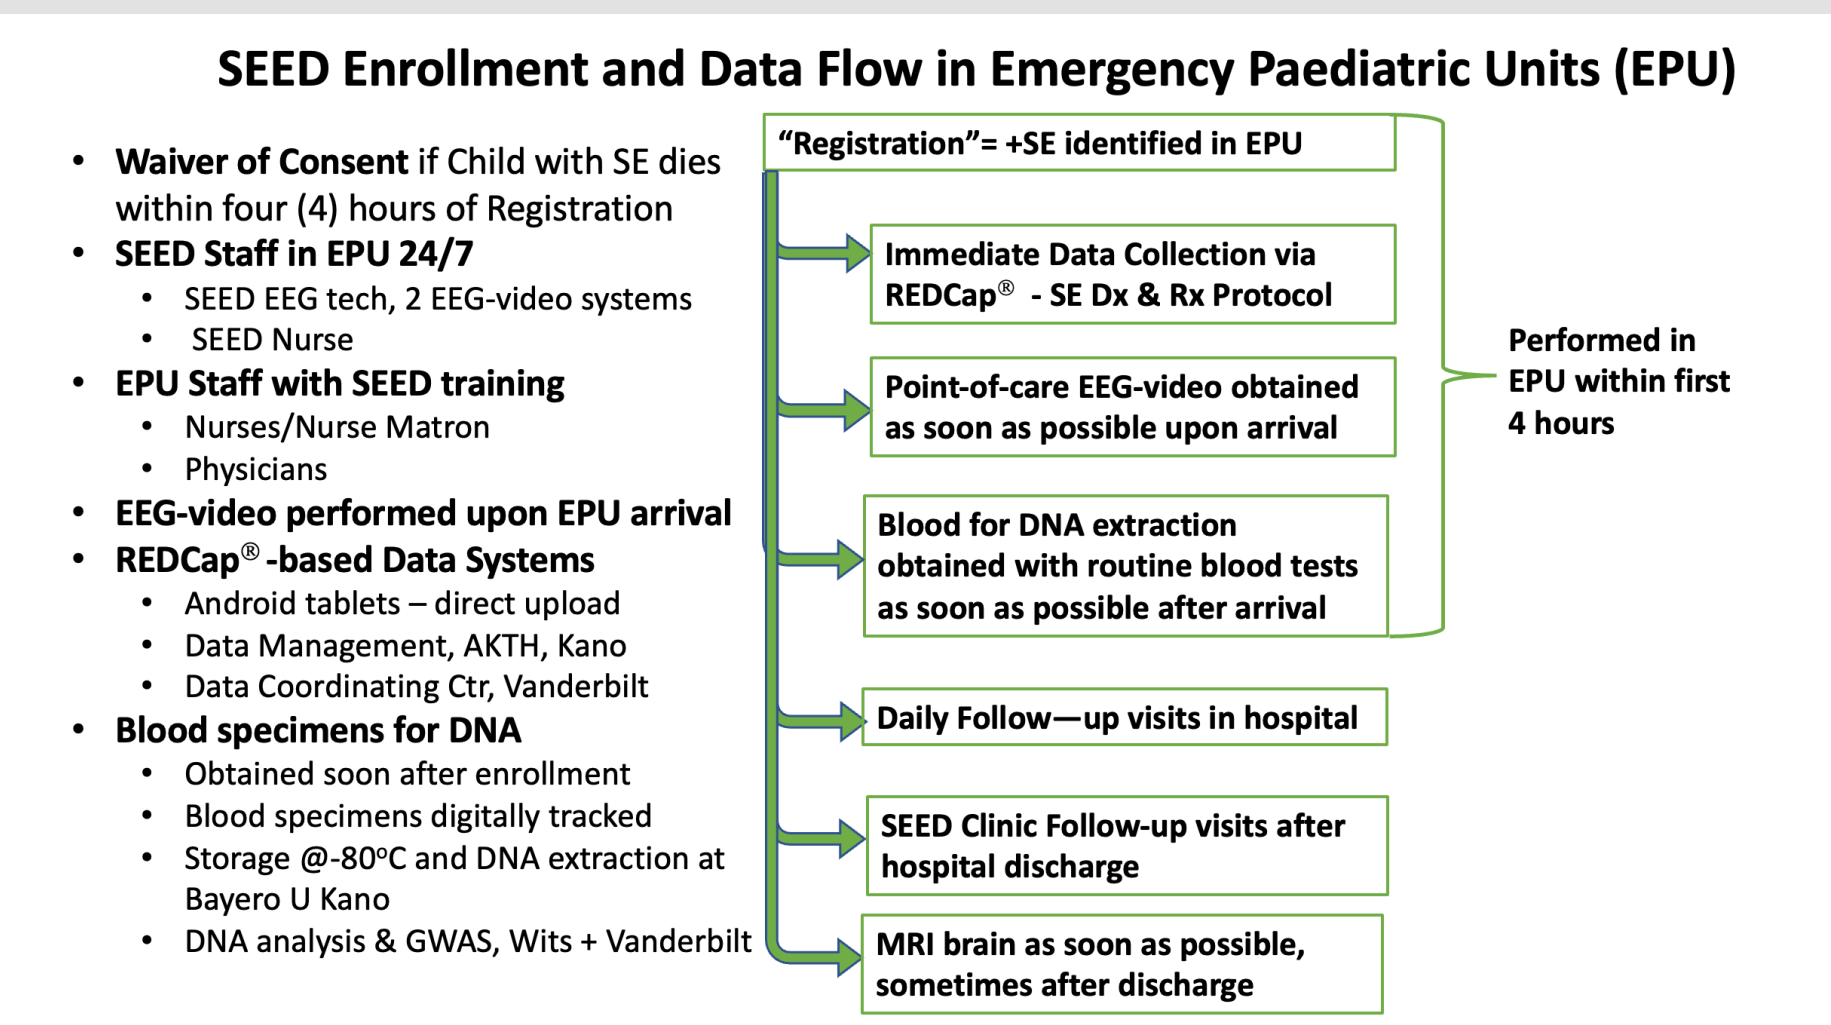 SEED Enrollment and Data Flow in Emergency Paediatric Units (EPU)
• Waiver of Consent if Child with SE dies
within four (4) hours of Registration
• SEED Staff in EPU 24/7
• SEED EEG tech, 2 EEG-video systems
• SEED Nurse
• EPU Staff with SEED training
• Nurses/Nurse Matron
• Physicians
• EEG-video performed upon EPU arrival
• REDCap® -based Data Systems
• Android tablets – direct upload
• Data Management, AKTH, Kano
• Data Coordinating Ctr, Vanderbilt
• Blood specimens for DNA
• Obtained soon after enrollment
• Blood specimens digitally tracked
• Storage @-80°C and DNA extraction at
Bayero U Kano
• DNA analysis & GWAS, Wits + Vanderbilt
“Registration”= +SE identified in EPU
Immediate Data Collection via
REDCap® - SE Dx & Rx Protocol
Point-of-care EEG-video obtained
as soon as possible upon arrival
Blood for DNA extraction
obtained with routine blood tests
as soon as possible after arrival
Daily Follow—up visits in hospital
SEED Clinic Follow-up visits after
hospital discharge
MRI brain as soon as possible,
sometimes after discharge
Performed in
EPU within first
4 hours